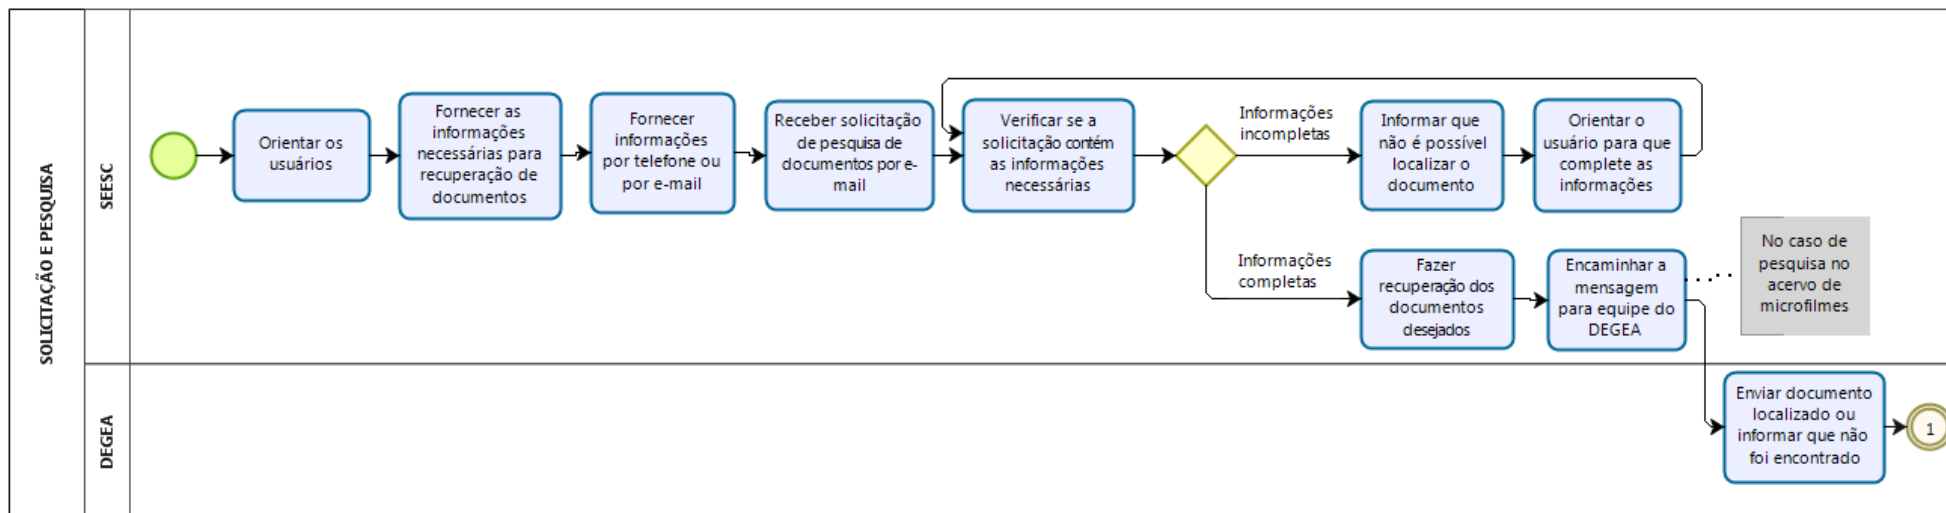 SOLICITAÇÃO E PESQUISA
SEESC
Orientar os
usuários
Fornecer as
informações
necessárias para
recuperação de
documentos
Fornecer
informações
por telefone ou
por e-mail
Receber solicitação
de pesquisa de
documentos por e-
mail
Verificar se a
solicitação contém
as informações
necessárias
Informações
incompletas
Informar que
não é possível
localizar o
documento
Orientar o
usuário para que
complete as
informações
Informações
completas
Fazer
recuperação dos
documentos
desejados
Encaminhar a
mensagem
para equipe do
DEGEA
No caso de
pesquisa no
acervo de
microfilmes
DEGEA
Enviar documento
localizado ou
informar que não
foi encontrado
1